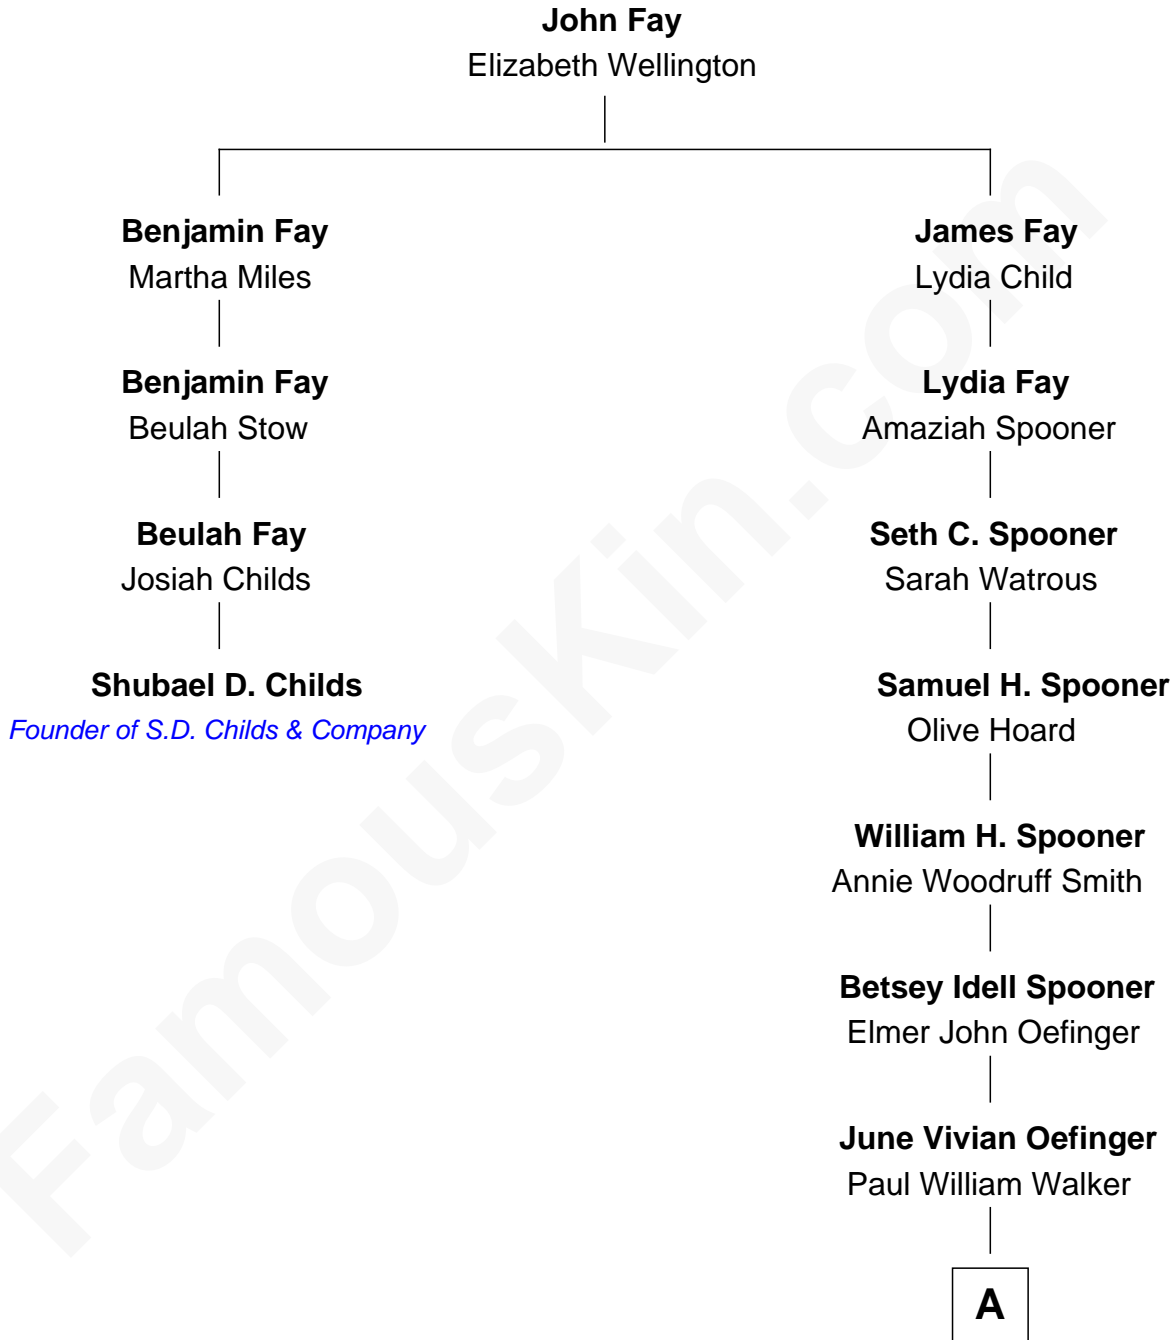 John Fay
Elizabeth Wellington
Benjamin Fay
Martha Miles
James Fay
Lydia Child
Benjamin Fay
Beulah Stow
Lydia Fay
Amaziah Spooner
Beulah Fay
Josiah Childs
Seth C. Spooner
Sarah Watrous
Shubael D. Childs
Founder of S.D. Childs & Company
Samuel H. Spooner
Olive Hoard
William H. Spooner
Annie Woodruff Smith
Betsey Idell Spooner
Elmer John Oefinger
June Vivian Oefinger
Paul William Walker
A
FamousKin.com